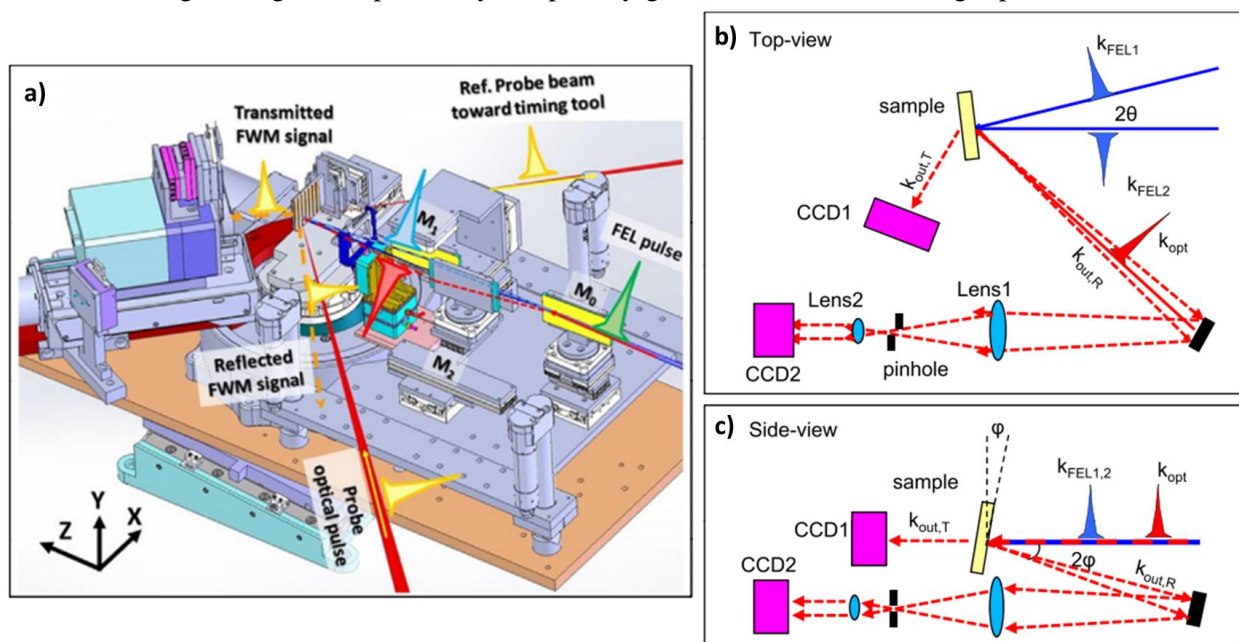 a)
Ref. Probe beam
toward timing tool
Transmitted
FWM signal
M1
FEL pulse
M0
Reflected
FWM signal
M2
Probe
optical pulse
Y
Z
X
b) Top-view
kFEL1
sample
2θ
kout,T
kFEL2
CCD1
kopt
kout,R
Lens2
Lens1
pinhole
CCD2
c) Side-view
φ
sample
kFEL1,2
kopt
CCD1
kout,T
2φ
CCD2
kout,R